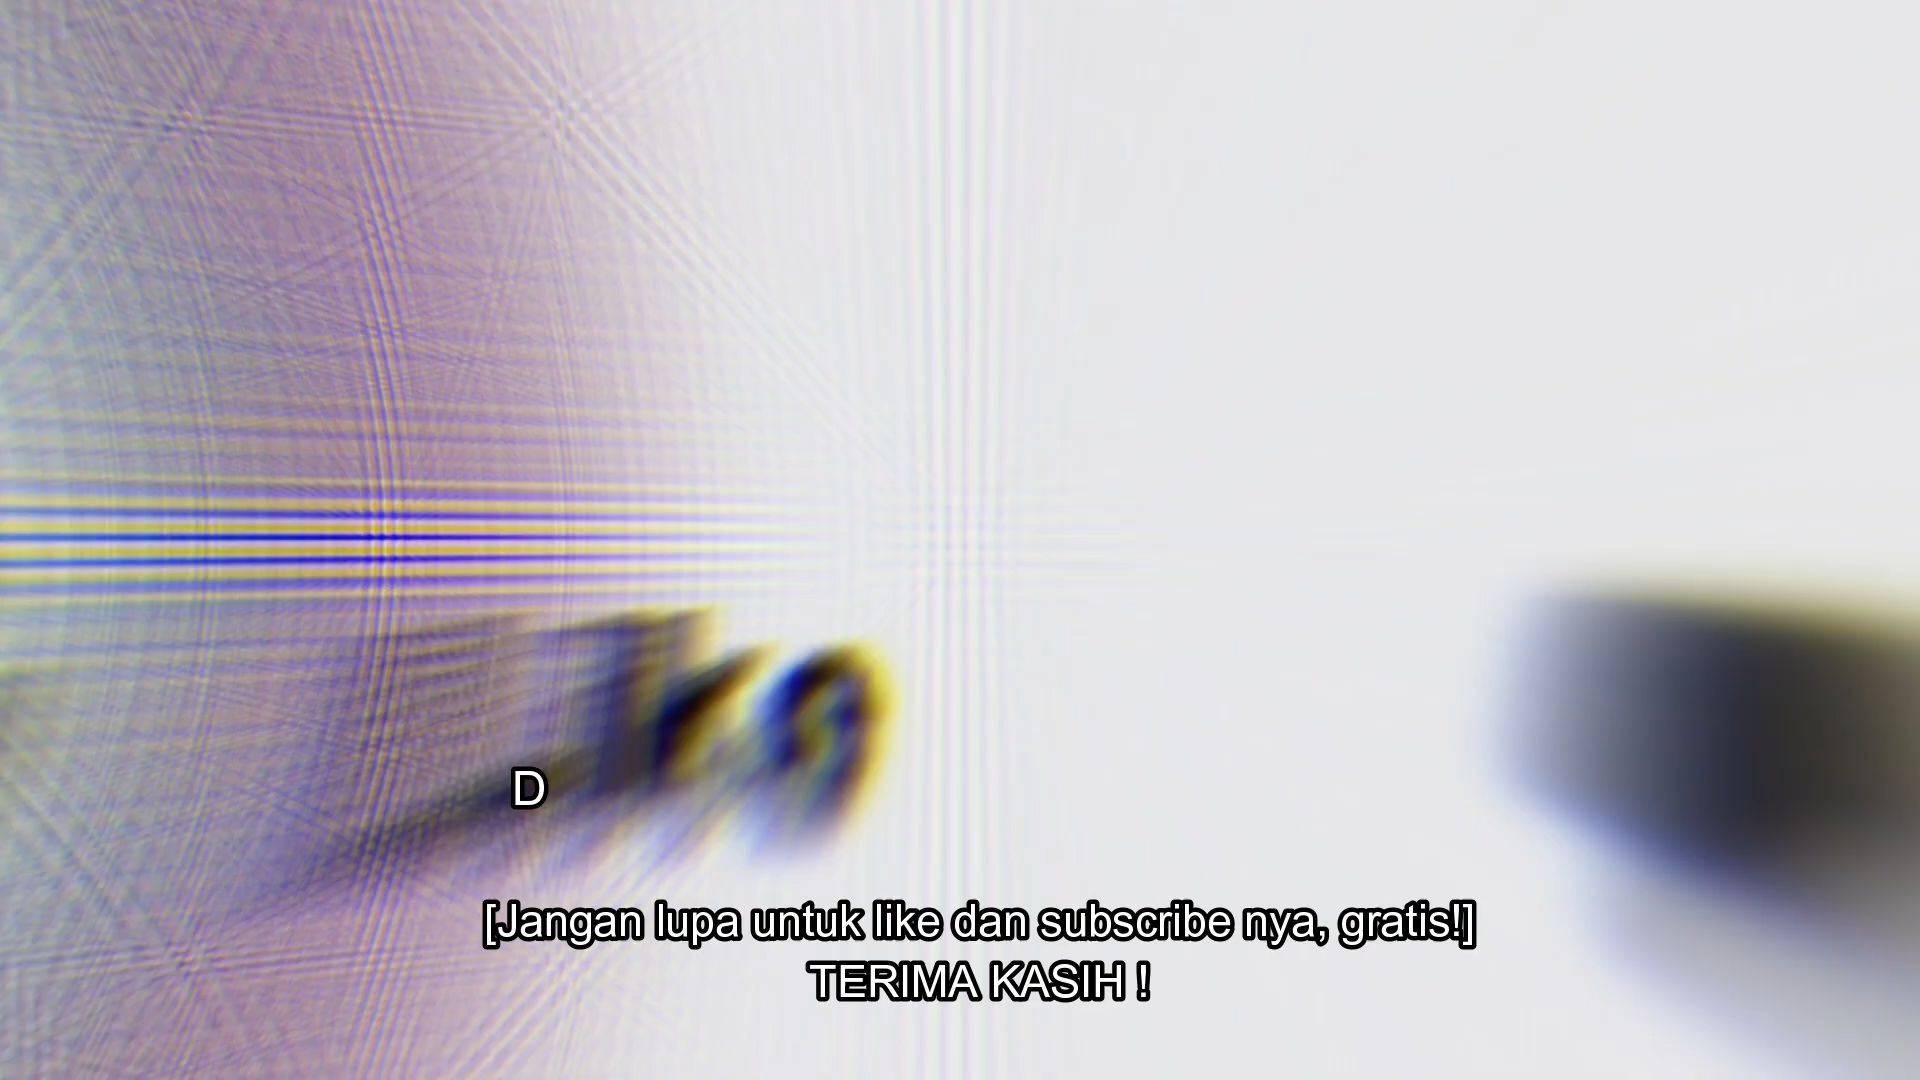 D
[Jangan lupa untuk like dan subscribe nya, gratis!]
TERIMA KASIH !